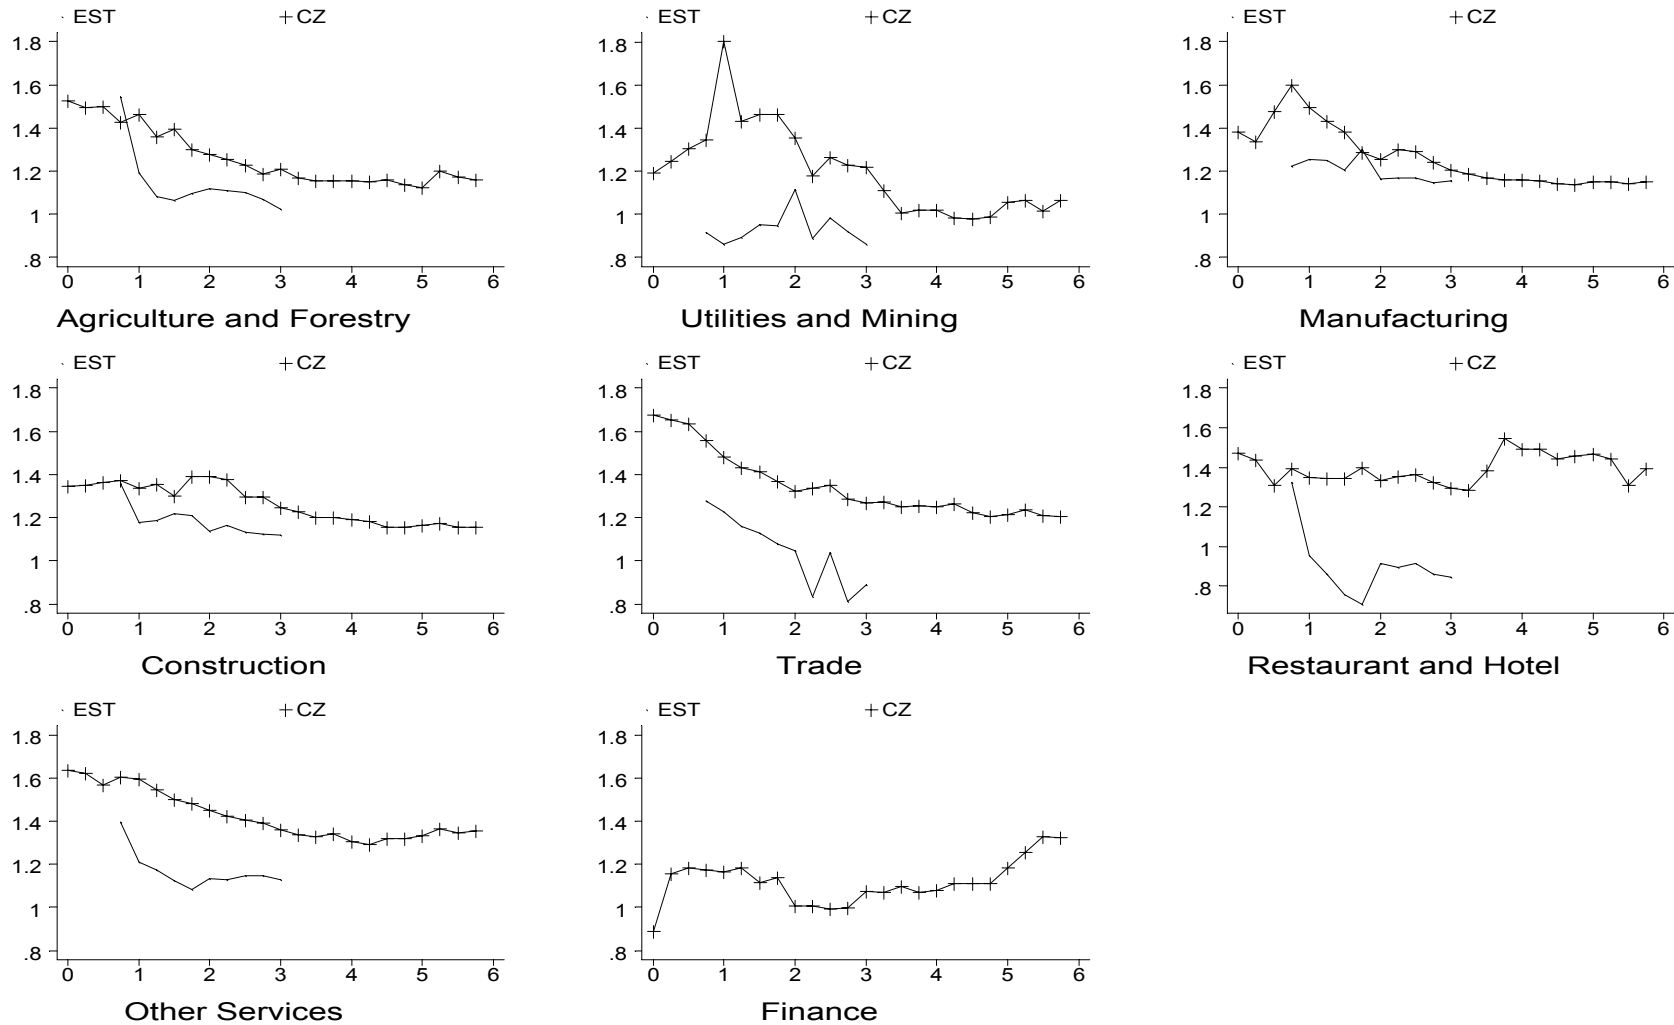 EST CZ EST CZ EST CZ
1.8 1.8 1.8
1.6 1.6 1.6
1.4 1.4 1.4
1.2 1.2 1.2
1 1 1
.8 .8 .8
0 1 2 3 4 5 6 0 1 2 3 4 5 6 0 1 2 3 4 5 6
Agriculture and Forestry Utilities and Mining Manufacturing
EST CZ EST CZ EST CZ
1.8 1.8 1.8
1.6 1.6 1.6
1.4 1.4 1.4
1.2 1.2 1.2
1 1 1
.8 .8 .8
0 1 2 3 4 5 6 0 1 2 3 4 5 6 0 1 2 3 4 5 6
Construction Trade Restaurant and Hotel
EST CZ EST CZ
1.8 1.8
1.6 1.6
1.4 1.4
1.2 1.2
1 1
.8 .8
0 1 2 3 4 5 6 0 1 2 3 4 5 6
Other Services Finance